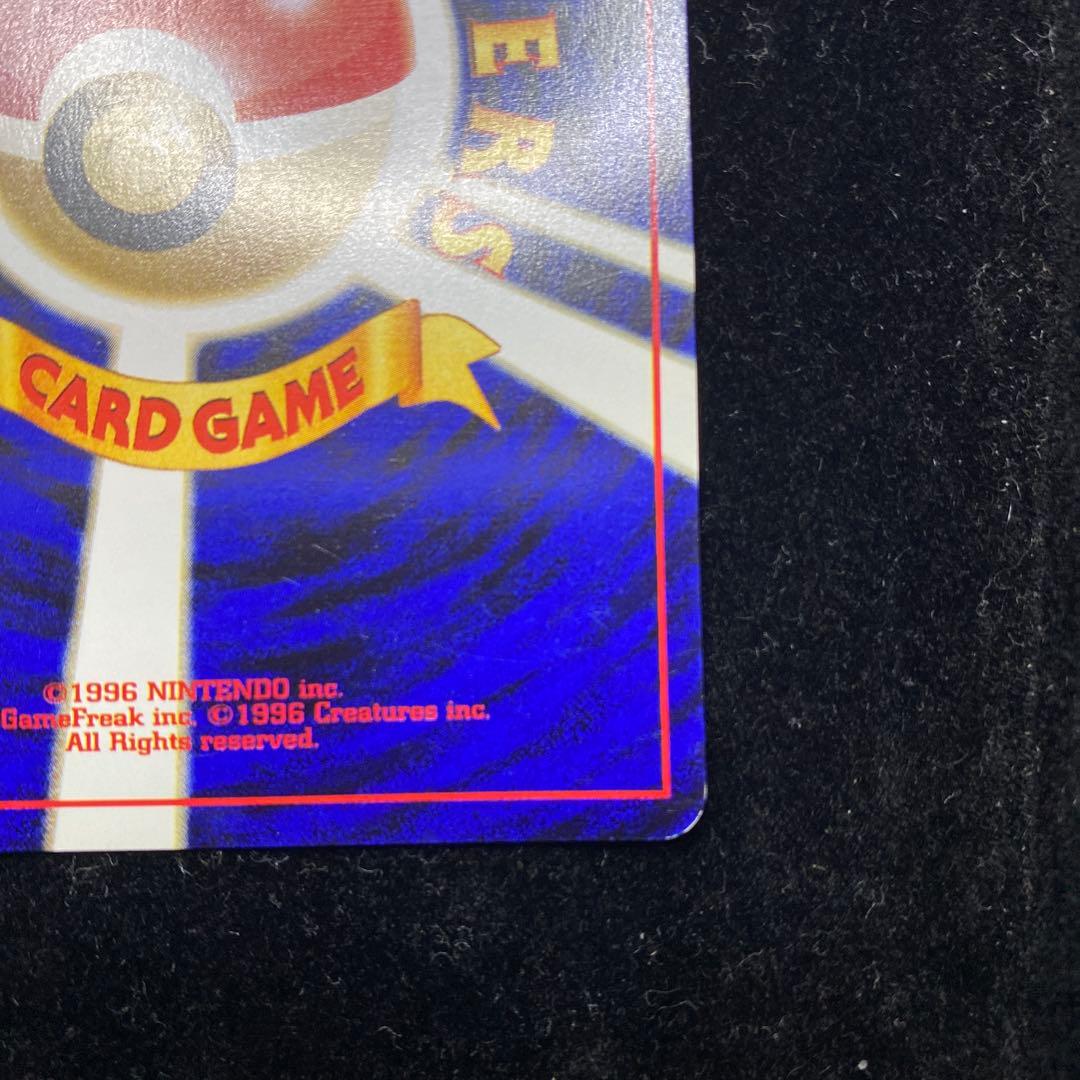 ERS
CARD GAME
©1996 NINTENDO inc.
GameFreak inc. ©1996 Creatures inc.
All Rights reserved.